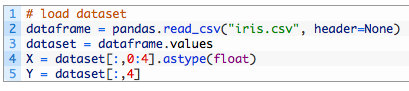 1 # load dataset
2 dataframe = pandas.read_csv("iris.csv", header=None)
3 dataset = dataframe.values
4 X = dataset[:,0:4].astype(float)
5 Y = dataset[:,4]